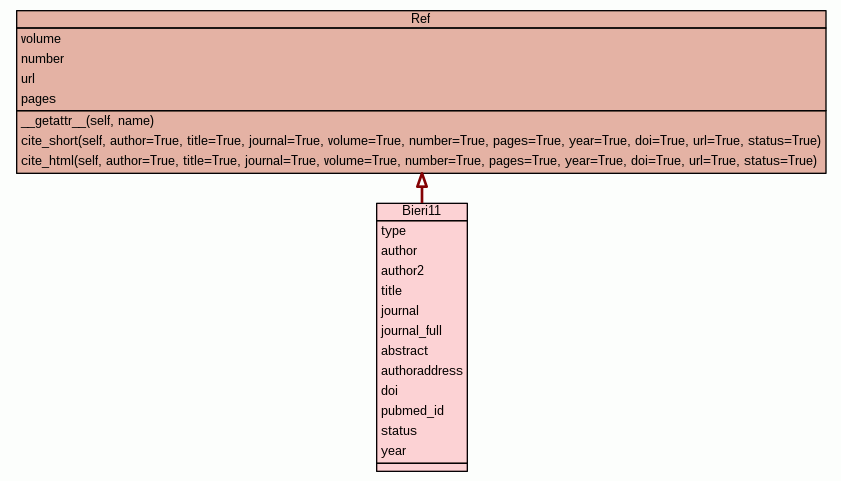 Ref
volume
number
url
pages
__getattr__(self, name)
cite_short(self, author=True, title=True, journal=True, volume=True, number=True, pages=True, year=True, doi=True, url=True, status=True)
cite_html(self, author=True, title=True, journal=True, volume=True, number=True, pages=True, year=True, doi=True, url=True, status=True)
Bieri11
type
author
author2
title
journal
journal_full
abstract
authoraddress
doi
pubmed_id
status
year